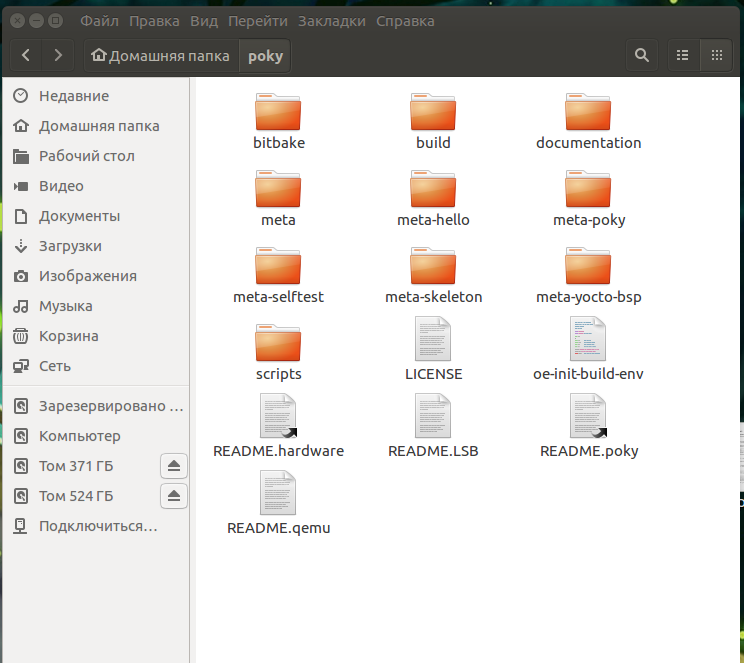 Файл Правка Вид Перейти Закладки Справка
Домашняя папка poky
Недавние
Домашняя папка
Рабочий стол
Видео
Документы
Загрузки
Изображения
Музыка
Корзина
Сеть
Зарезервировано ...
Компьютер
Том 371 ГБ
Том 524 ГБ
Подключиться...
bitbake build documentation
meta meta-hello meta-poky
meta-selftest meta-skeleton meta-yocto-bsp
scripts LICENSE oe-init-build-env
README.hardware README.LSB README.poky
README.qemu